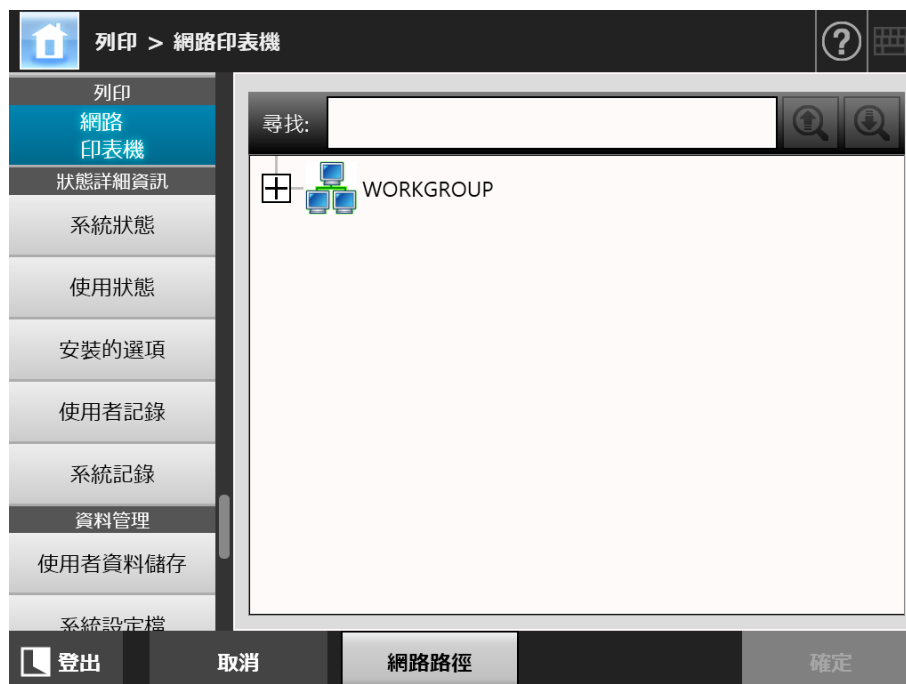 列印 > 網路印表機
?
列印
網路
印表機
狀態詳細資訊
系統狀態
使用狀態
安裝的選項
使用者記錄
系統記錄
資料管理
使用者資料儲存
系統設定檔
尋找:
WORKGROUP
登出
取消
網路路徑
確定